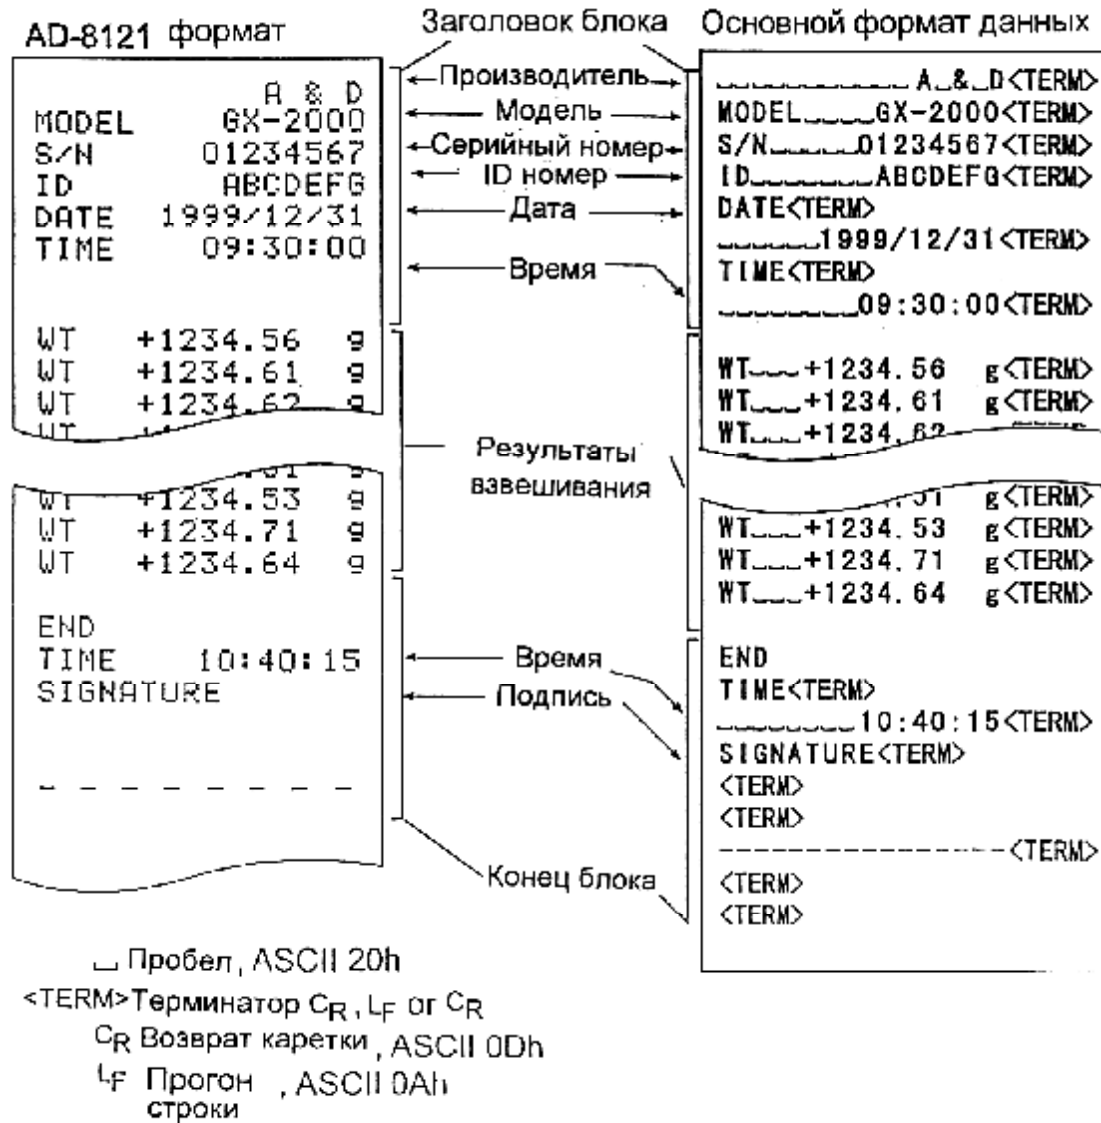 AD-8121 формат
A & D
MODEL GX-2000
S/N 01234567
ID ABCDEFG
DATE 1999/12/31
TIME 09:30:00
WT +1234.56 g
WT +1234.61 g
WT +1234.62 g
WT
WT +1234.53 g
WT +1234.71 g
WT +1234.64 g
END
TIME 10:40:15
SIGNATURE
_ _ _ _ _ _ _ _ _
Заголовок блока
Производитель
Модель
Серийный номер
ID номер
Дата
Время
Результаты
взвешивания
Время
Подпись
Конец блока
Основной формат данных
␣␣␣␣␣␣␣␣␣␣␣␣␣A␣&␣D<TERM>
MODEL␣␣␣␣GX-2000<TERM>
S/N␣␣␣␣␣01234567<TERM>
ID␣␣␣␣␣␣␣ABCDEFG<TERM>
DATE<TERM>
␣␣␣␣␣␣1999/12/31<TERM>
TIME<TERM>
␣␣␣␣␣␣␣␣09:30:00<TERM>
WT␣␣␣+1234.56 g<TERM>
WT␣␣␣+1234.61 g<TERM>
WT␣␣␣+1234.62
g<TERM>
WT␣␣␣+1234.53 g<TERM>
WT␣␣␣+1234.71 g<TERM>
WT␣␣␣+1234.64 g<TERM>
END
TIME<TERM>
␣␣␣␣␣␣␣␣10:40:15<TERM>
SIGNATURE<TERM>
<TERM>
<TERM>
----------------<TERM>
<TERM>
<TERM>
␣ Пробел, ASCII 20h
<TERM>Терминатор CR, LF or CR
CR Возврат каретки, ASCII 0Dh
LF Прогон , ASCII 0Ah
строки